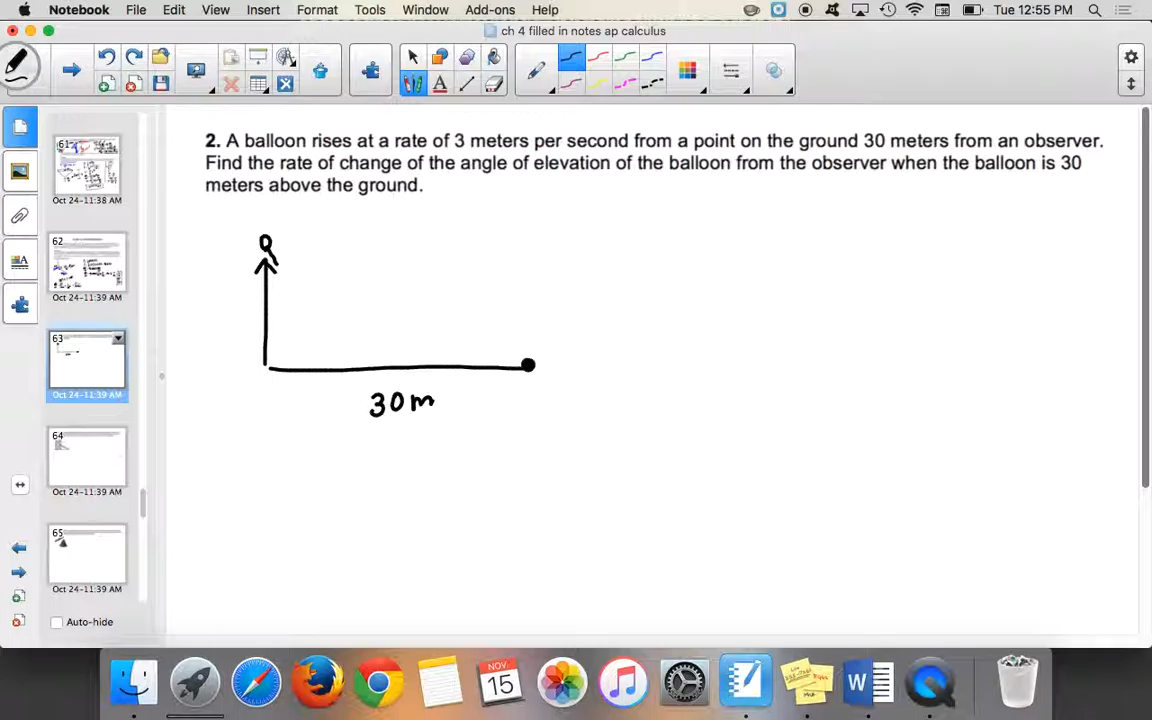 Notebook File Edit View Insert Format Tools Window Add-ons Help Tue 12:55 PM
ch 4 filled in notes ap calculus
2. A balloon rises at a rate of 3 meters per second from a point on the ground 30 meters from an observer.
Find the rate of change of the angle of elevation of the balloon from the observer when the balloon is 30
meters above the ground.
30m
61
Oct 24-11:38 AM
62
Oct 24-11:39 AM
63
Oct 24-11:39 AM
64
Oct 24-11:39 AM
65
Oct 24-11:39 AM
Auto-hide
NOV.
15
W